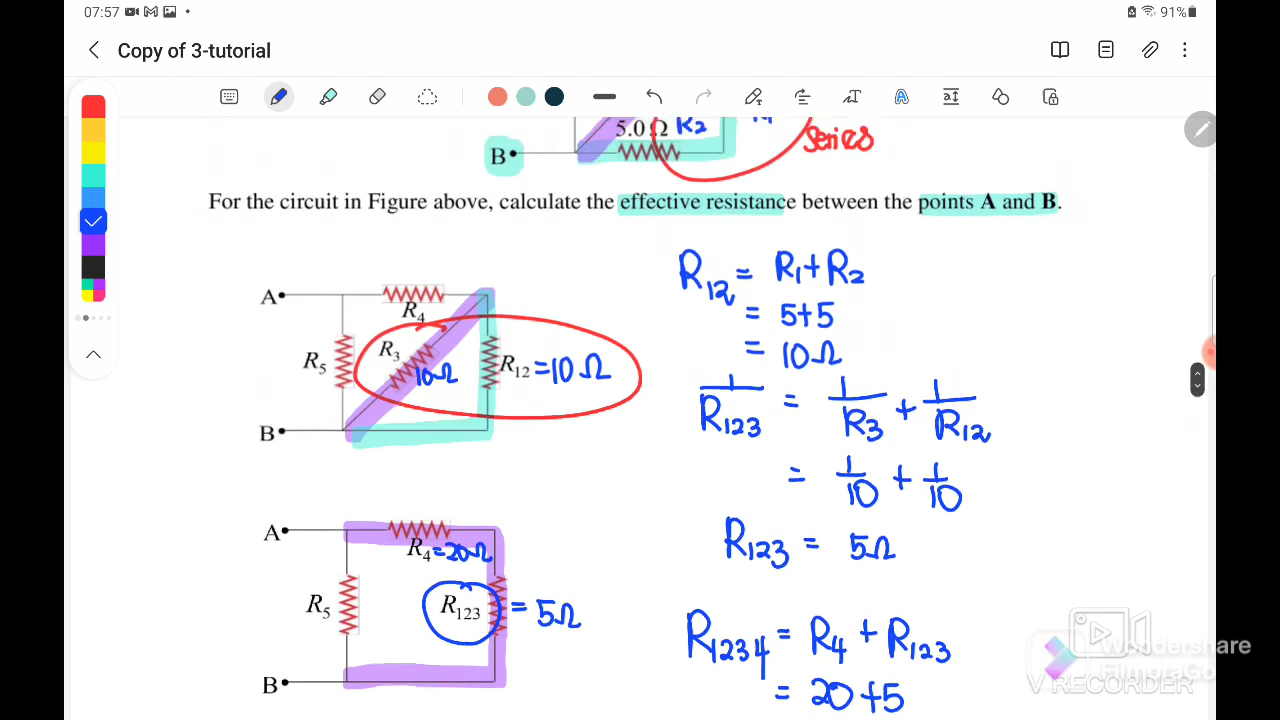 07:57
91%
Copy of 3-tutorial
5.0 Ω R2
B
Series
For the circuit in Figure above, calculate the effective resistance between the points A and B.
A
R4
R3
10Ω
R5
R12 = 10 Ω
B
R12 = R1 + R2
= 5+5
= 10Ω
1/R123 = 1/R3 + 1/R12
= 1/10 + 1/10
R123 = 5Ω
A
R4 = 20Ω
R5
R123 = 5Ω
B
R1234 = R4 + R123
= 20 + 5
Wondershare
FilmoraGo
V RECORDER